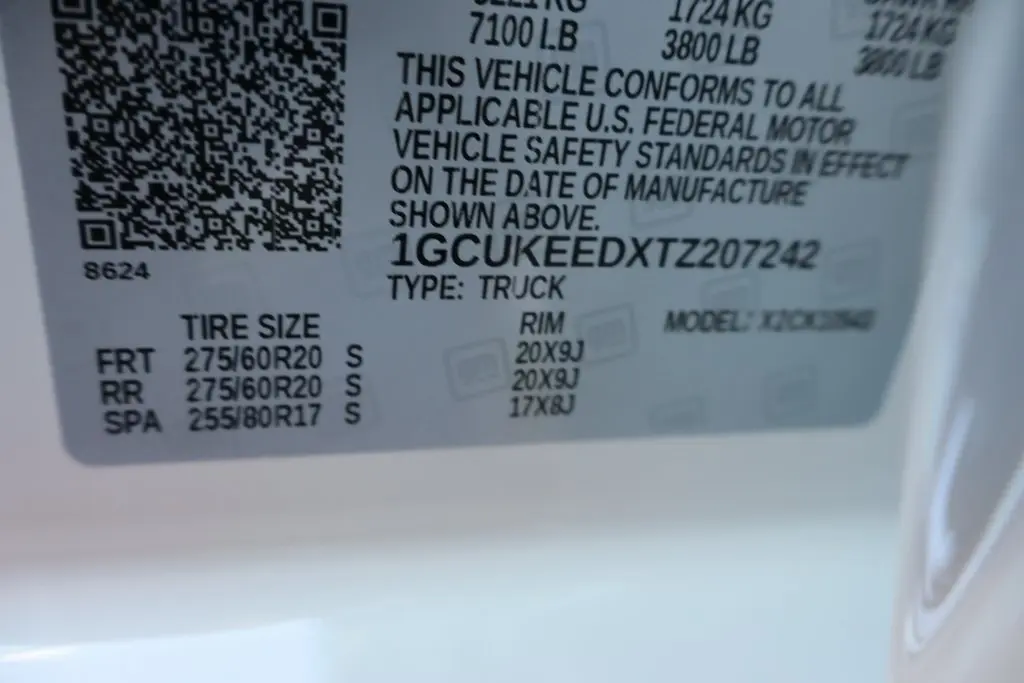 7100 LB 3800 LB 3800 LB
1724 KG 1724 KG
THIS VEHICLE CONFORMS TO ALL
APPLICABLE U.S. FEDERAL MOTOR
VEHICLE SAFETY STANDARDS IN EFFECT
ON THE DATE OF MANUFACTURE
SHOWN ABOVE.
1GCUKEEDXTZ207242
TYPE: TRUCK
8624
TIRE SIZE RIM MODEL:
FRT 275/60R20 S 20X9J
RR 275/60R20 S 20X9J
SPA 255/80R17 S 17X8J